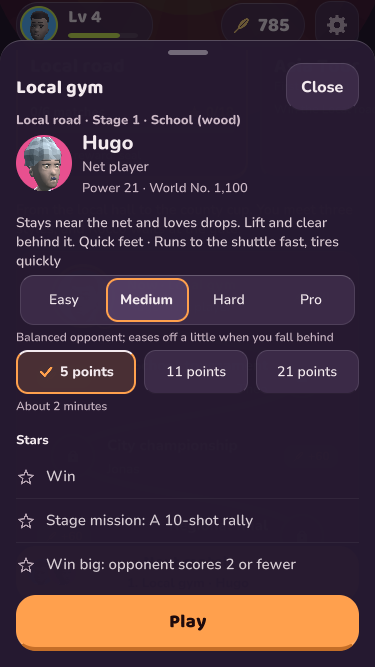 Lv 4
785
Local gym
Close
Local road · Stage 1 · School (wood)
Hugo
Net player
Power 21 · World No. 1,100
Stays near the net and loves drops. Lift and clear
behind it. Quick feet · Runs to the shuttle fast, tires
quickly
Easy
Medium
Hard
Pro
Balanced opponent; eases off a little when you fall behind
5 points
11 points
21 points
About 2 minutes
Stars
Win
Stage mission: A 10-shot rally
Win big: opponent scores 2 or fewer
Play